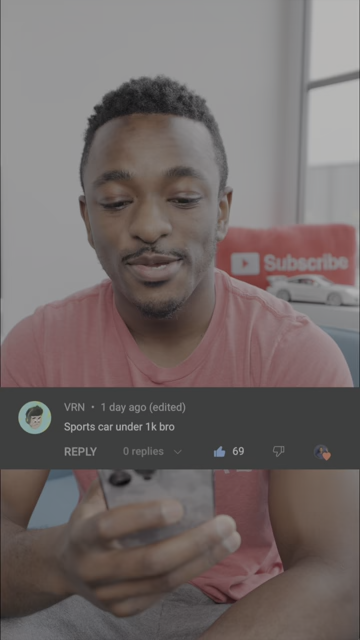 Subscribe
VRN • 1 day ago (edited)
Sports car under 1k bro
REPLY 0 replies 69